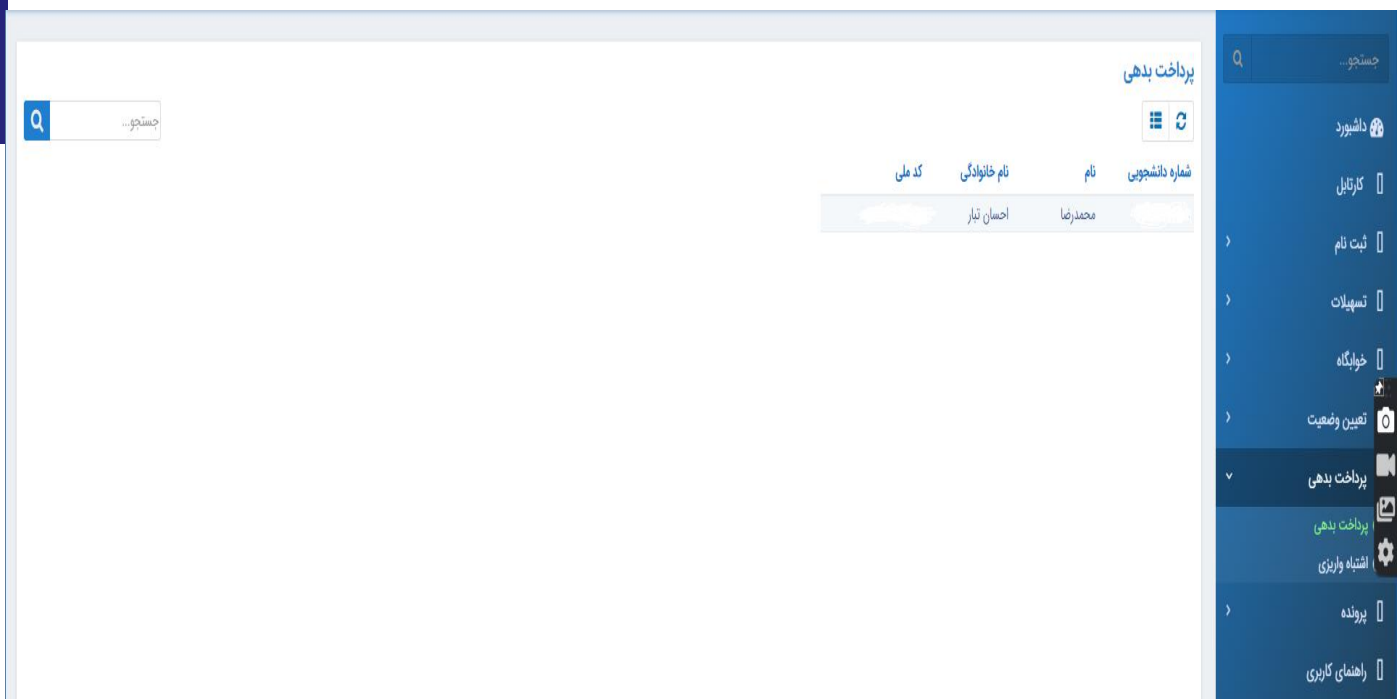 جستجو...
داشبورد
کارتابل
ثبت نام
تسهیلات
خوابگاه
تعیین وضعیت
پرداخت بدهی
پرداخت بدهی
اشتباه واریزی
پرونده
راهنمای کاربری
پرداخت بدهی
جستجو...
شماره دانشجویی نام نام خانوادگی کد ملی
محمدرضا احسان تبار